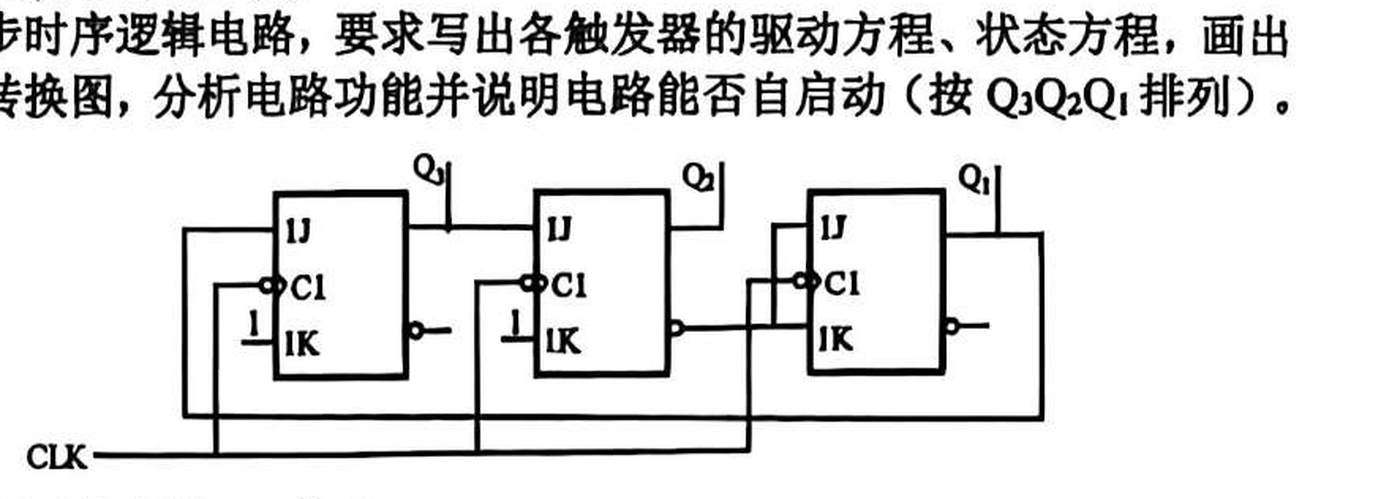 步时序逻辑电路，要求写出各触发器的驱动方程、状态方程，画出
转换图，分析电路功能并说明电路能否自启动（按 Q₃Q₂Q₁ 排列）。
Q₃ Q₂ Q₁
1J 1J 1J
C1 C1 C1
1 1K 1 1K 1K
CLK